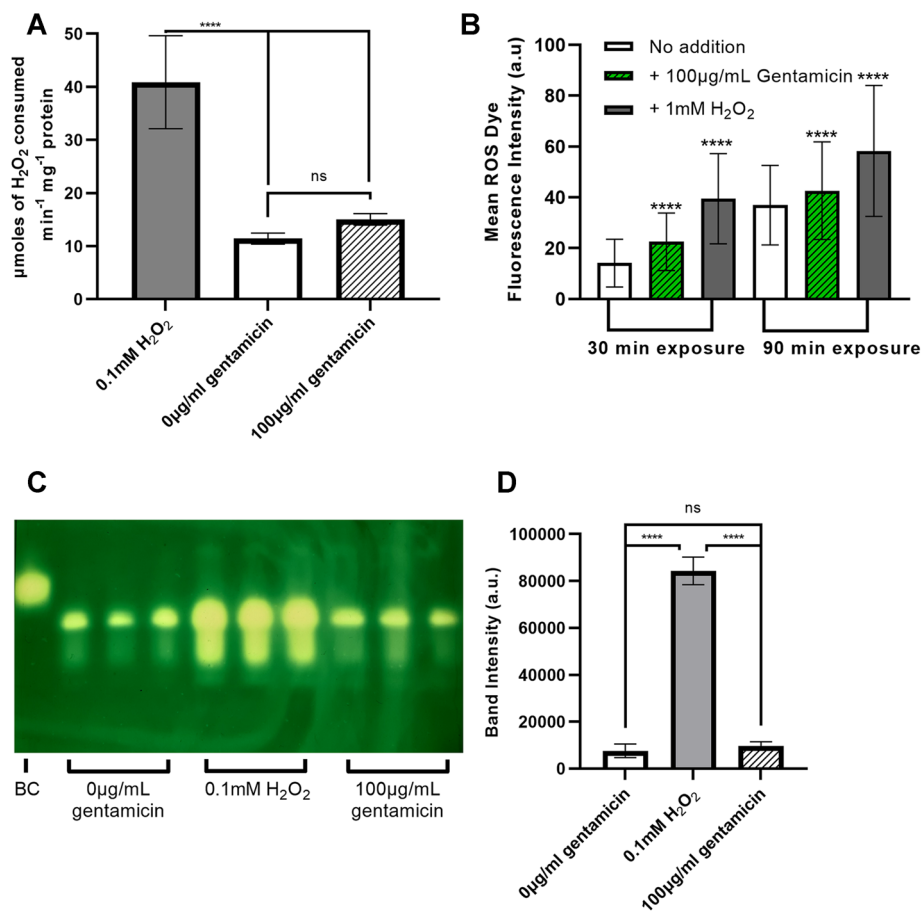 A
µmoles of H₂O₂ consumed
min⁻¹ mg⁻¹ protein
50
40
30
20
10
0
****
ns
0.1mM H₂O₂
0µg/ml gentamicin
100µg/ml gentamicin
B
Mean ROS Dye
Fluorescence Intensity (a.u)
100
80
60
40
20
0
No addition
+ 100µg/mL Gentamicin
+ 1mM H₂O₂
****
****
****
****
30 min exposure
90 min exposure
C
BC
0µg/mL
gentamicin
0.1mM H₂O₂
100µg/mL
gentamicin
D
Band Intensity (a.u.)
100000
80000
60000
40000
20000
0
ns
****
****
0µg/ml gentamicin
0.1mM H₂O₂
100µg/ml gentamicin